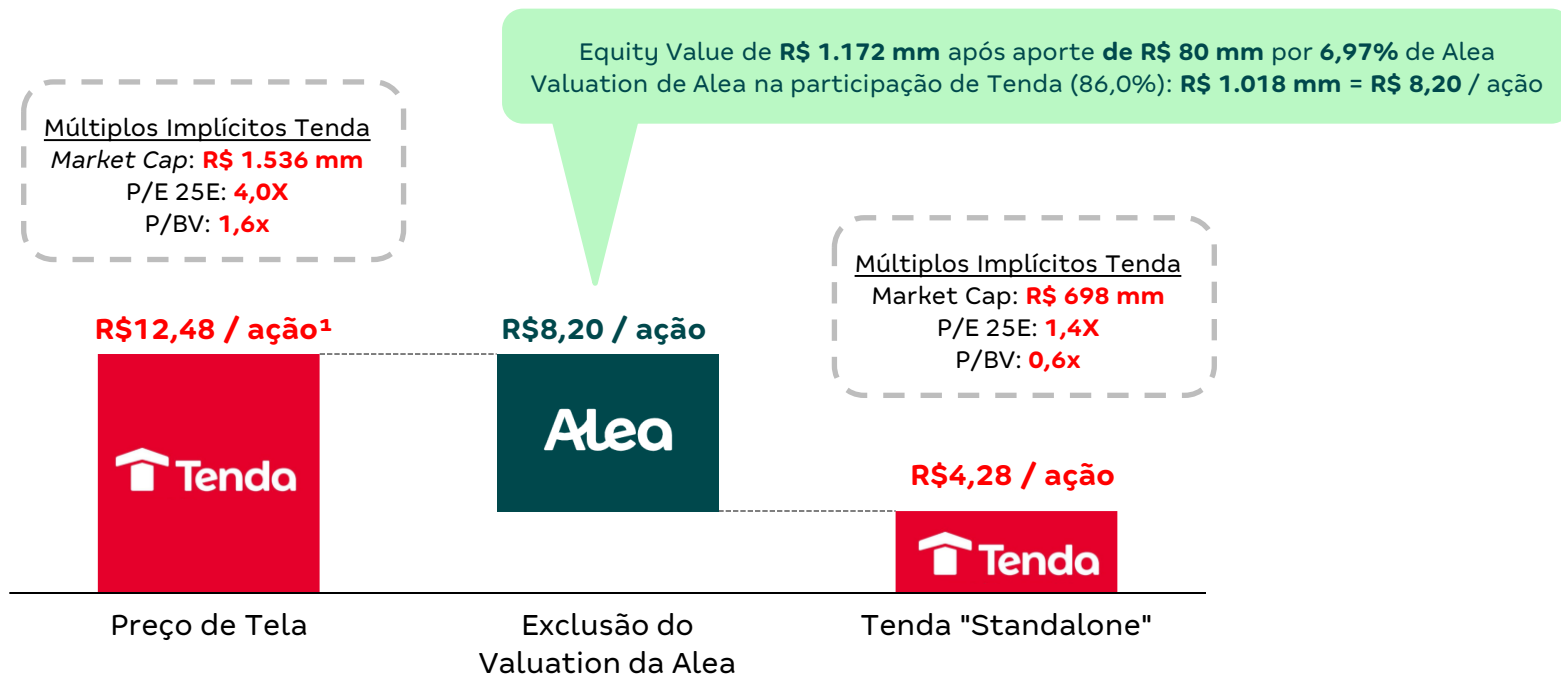 Equity Value de R$ 1.172 mm após aporte de R$ 80 mm por 6,97% de Alea
Valuation de Alea na participação de Tenda (86,0%): R$ 1.018 mm = R$ 8,20 / ação
Múltiplos Implícitos Tenda
Market Cap: R$ 1.536 mm
P/E 25E: 4,0X
P/BV: 1,6x
Múltiplos Implícitos Tenda
Market Cap: R$ 698 mm
P/E 25E: 1,4X
P/BV: 0,6x
R$12,48 / ação¹
R$8,20 / ação
R$4,28 / ação
Tenda
Alea
Tenda
Preço de Tela
Exclusão do
Valuation da Alea
Tenda "Standalone"